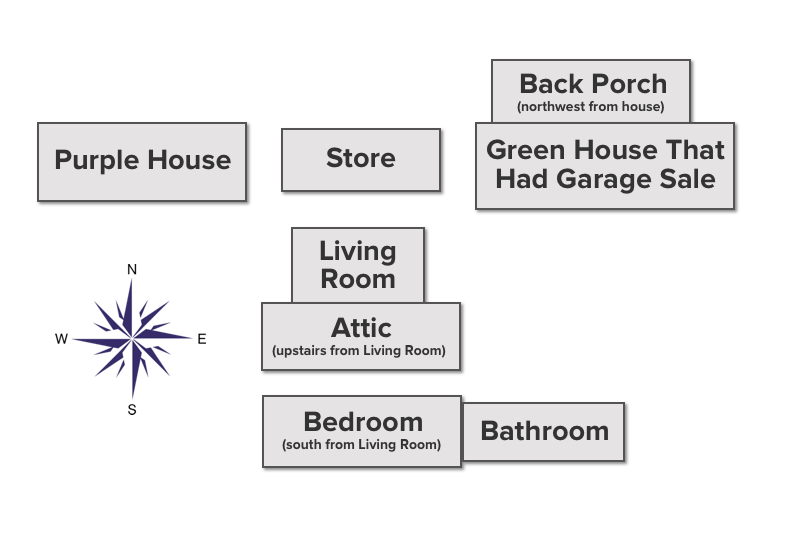 Back Porch
(northwest from house)
Purple House
Store
Green House That
Had Garage Sale
Living
Room
N
W
E
S
Attic
(upstairs from Living Room)
Bedroom
(south from Living Room)
Bathroom